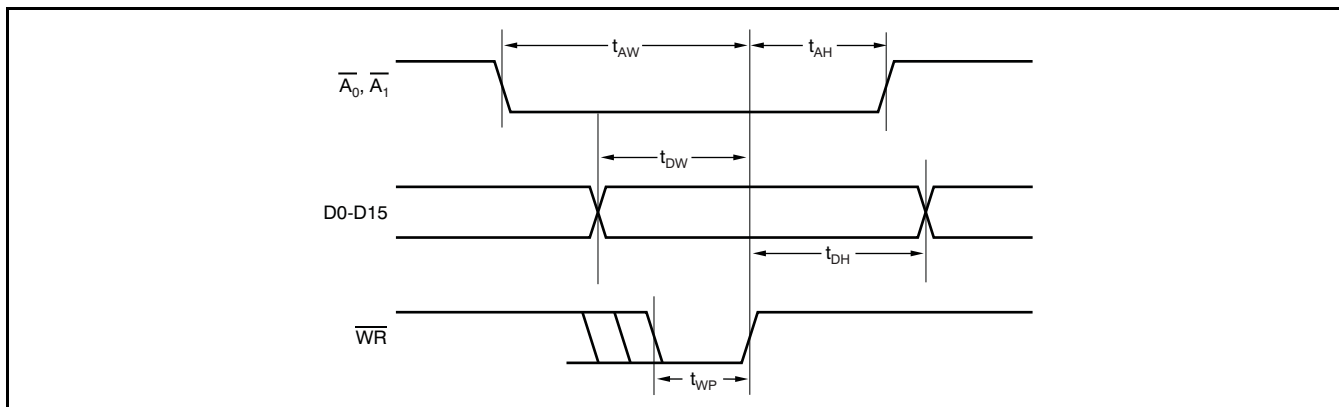 tAW
tAH
A0, A1
tDW
D0-D15
tDH
WR
tWP